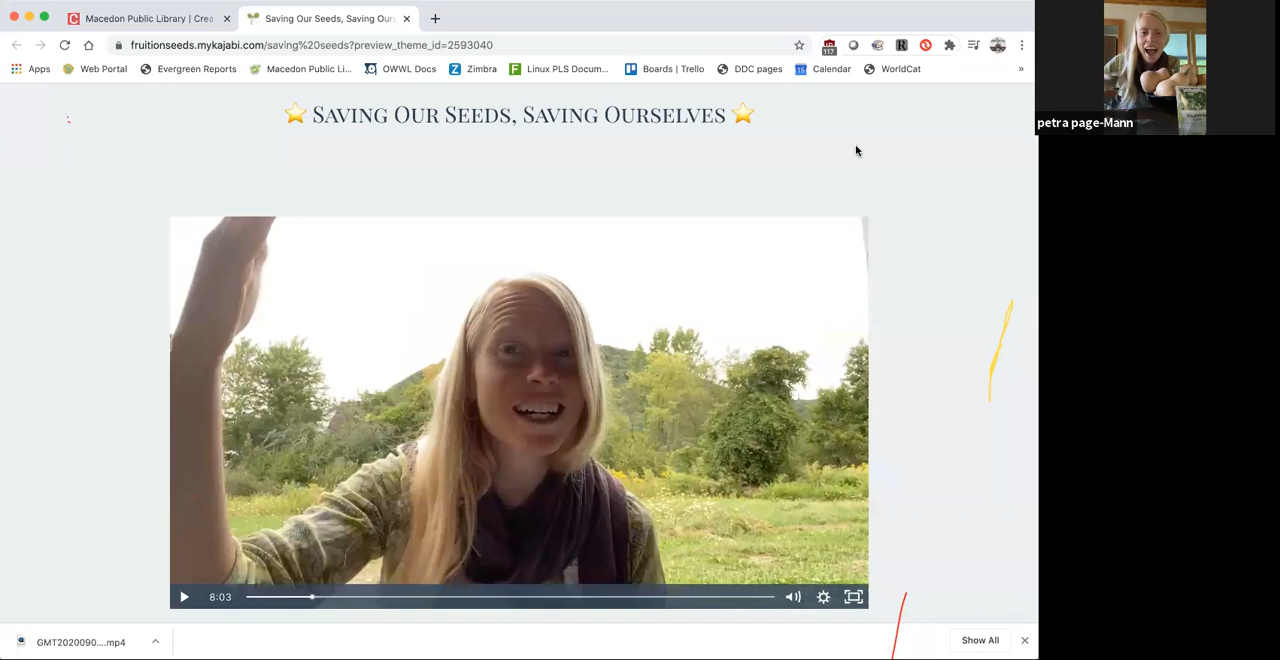 Macedon Public Library | Crea
Saving Our Seeds, Saving Our
fruitionseeds.mykajabi.com/saving%20seeds?preview_theme_id=2593040
117
R
Apps
Web Portal
Evergreen Reports
Macedon Public Li...
OWWL Docs
Z
Zimbra
F
Linux PLS Docum...
Boards | Trello
DDC pages
Calendar
WorldCat
»
petra page-Mann
SAVING OUR SEEDS, SAVING OURSELVES
8:03
GMT2020090....mp4
Show All